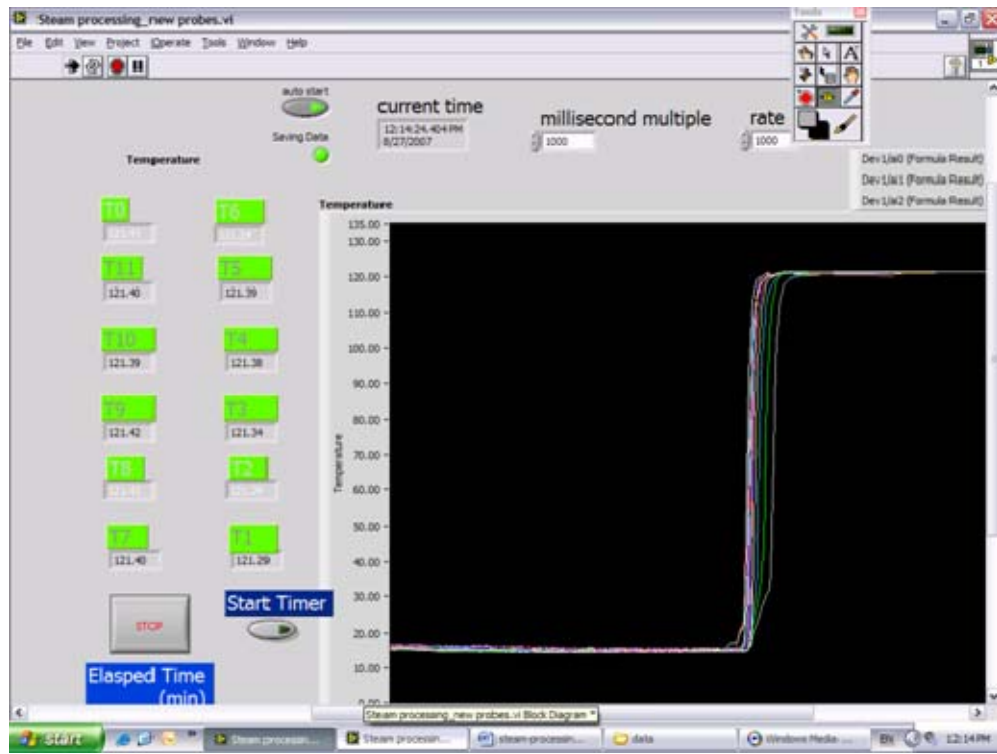 Steam processing_new probes.vi
File Edit View Project Operate Tools Window Help
Tools
auto start
Saving Data
current time
12:14:24.404 PM
8/27/2007
millisecond multiple
1000
rate
1000
Dev1/ai0 (Formula Result)
Dev1/ai1 (Formula Result)
Dev1/ai2 (Formula Result)
Temperature
T0
T6
T11
121.40
T5
121.39
T10
121.39
T4
121.38
T9
121.42
T3
121.34
T8
T2
T7
121.40
T1
121.29
STOP
Start Timer
Elasped Time
(min)
Temperature
Temperature
135.00
130.00
120.00
110.00
100.00
90.00
80.00
70.00
60.00
50.00
40.00
30.00
20.00
10.00
0.00
Steam processing_new probes.vi Block Diagram *
start
Steam processin...
Steam processin...
steam-processin...
data
Windows Media ...
EN
12:14PM